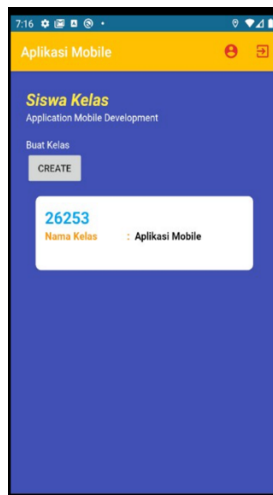 7:16
Aplikasi Mobile
Siswa Kelas
Application Mobile Development
Buat Kelas
CREATE
26253
Nama Kelas : Aplikasi Mobile